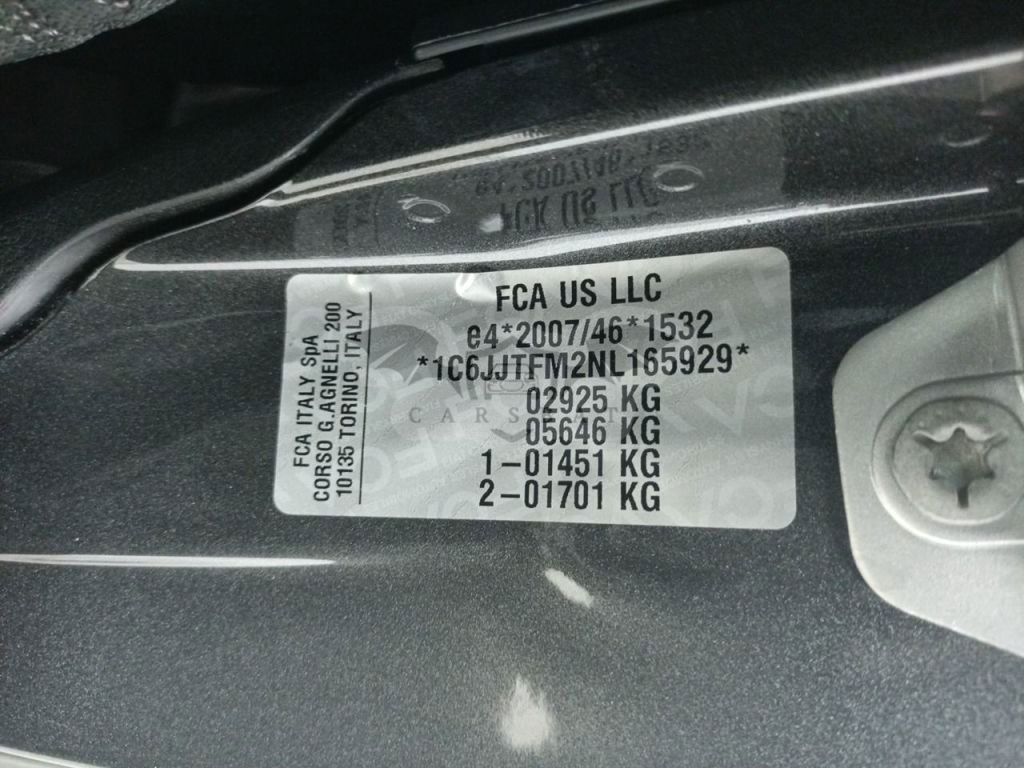 FCA US LLC
e4*2007/46*1532
*1C6JJTFM2NL165929*
02925 KG
05646 KG
1-01451 KG
2-01701 KG
FCA ITALY SpA
CORSO G.AGNELLI 200
10135 TORINO, ITALY